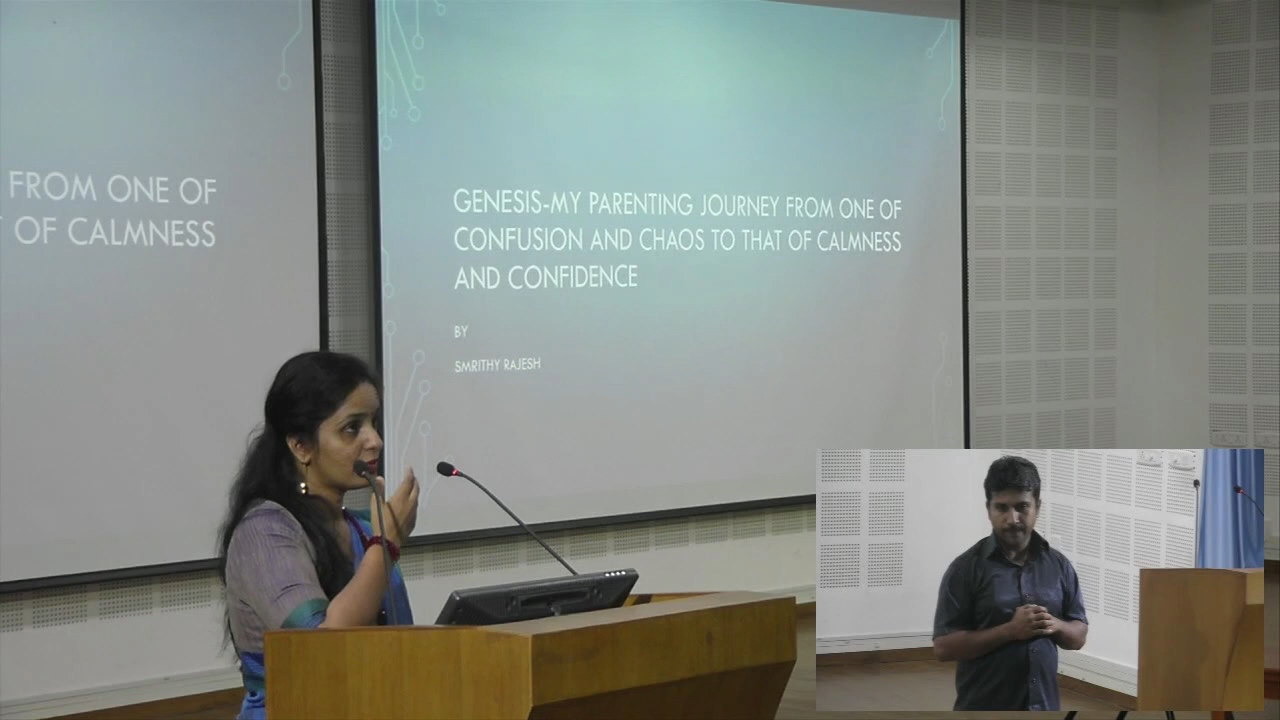 FROM ONE OF
OF CALMNESS
GENESIS-MY PARENTING JOURNEY FROM ONE OF
CONFUSION AND CHAOS TO THAT OF CALMNESS
AND CONFIDENCE
BY
SMRITHY RAJESH